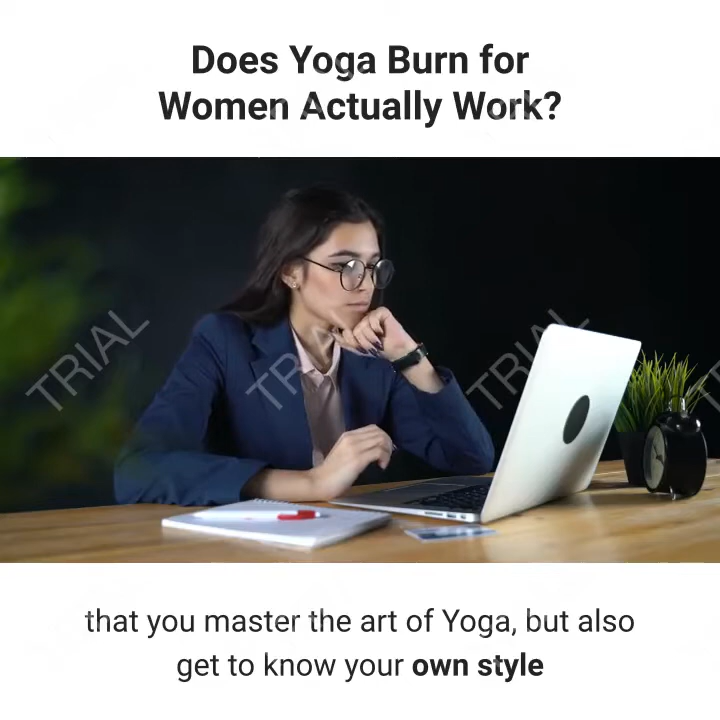 Does Yoga Burn for
Women Actually Work?
TRIAL
TRIAL
TRIAL
that you master the art of Yoga, but also
get to know your own style